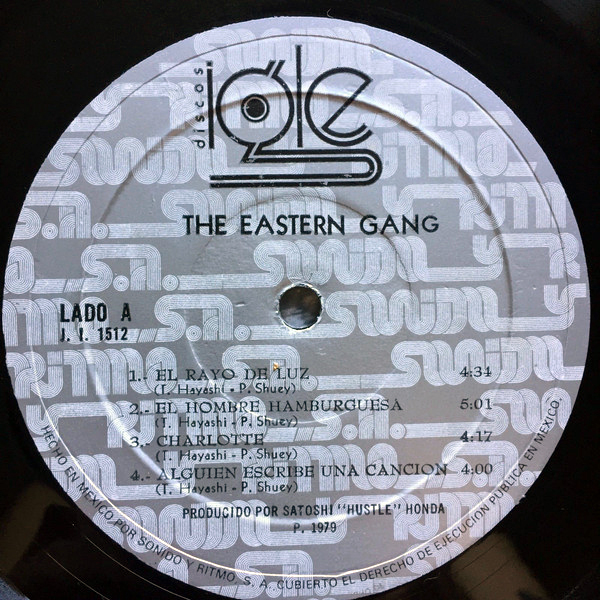 discos
THE EASTERN GANG
LADO A
J. I. 1512
1.- EL RAYO DE LUZ 4:34
(T. Hayashi - P. Shuey)
2.- EL HOMBRE HAMBURGUESA 5:01
(T. Hayashi - P. Shuey)
3.- CHARLOTTE 4:17
(T. Hayashi - P. Shuey)
4.- ALGUIEN ESCRIBE UNA CANCION 4:00
(T. Hayashi - P. Shuey)
PRODUCIDO POR SATOSHI "HUSTLE" HONDA
P. 1979
HECHO EN MEXICO POR SONIDO Y RITMO, S. A. CUBIERTO EL DERECHO DE EJECUCION PUBLICA EN MEXICO.